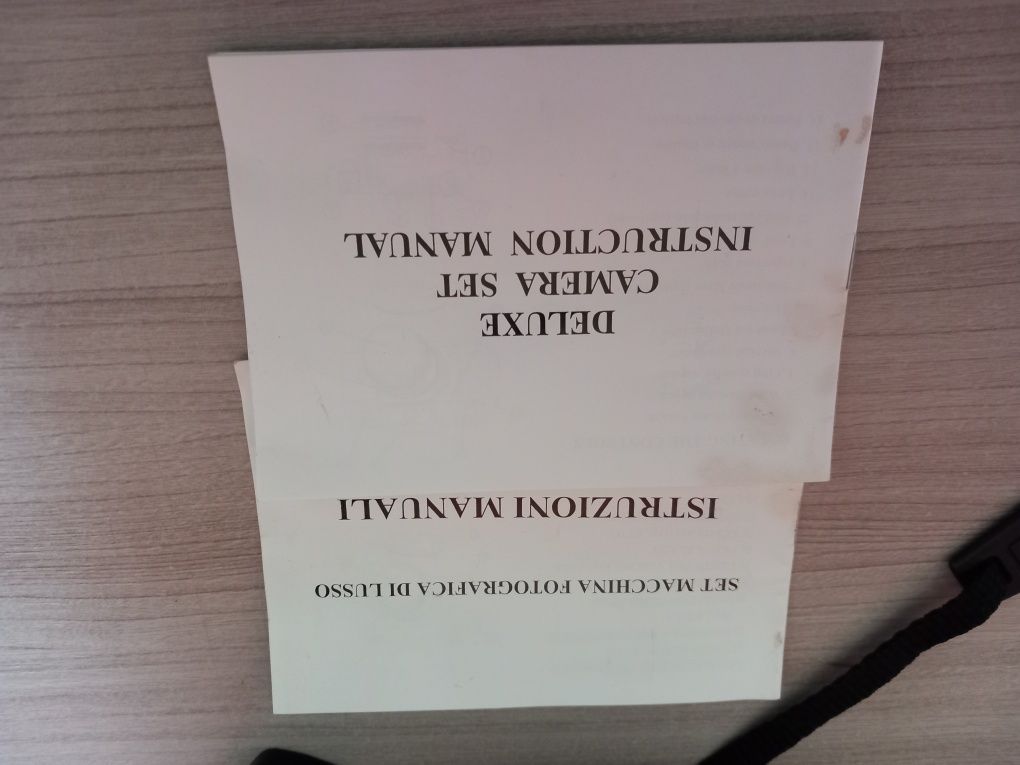 SET MACCHINA FOTOGRAFICA DI LUSSO
ISTRUZIONI MANUALI
DELUXE
CAMERA SET
INSTRUCTION MANUAL